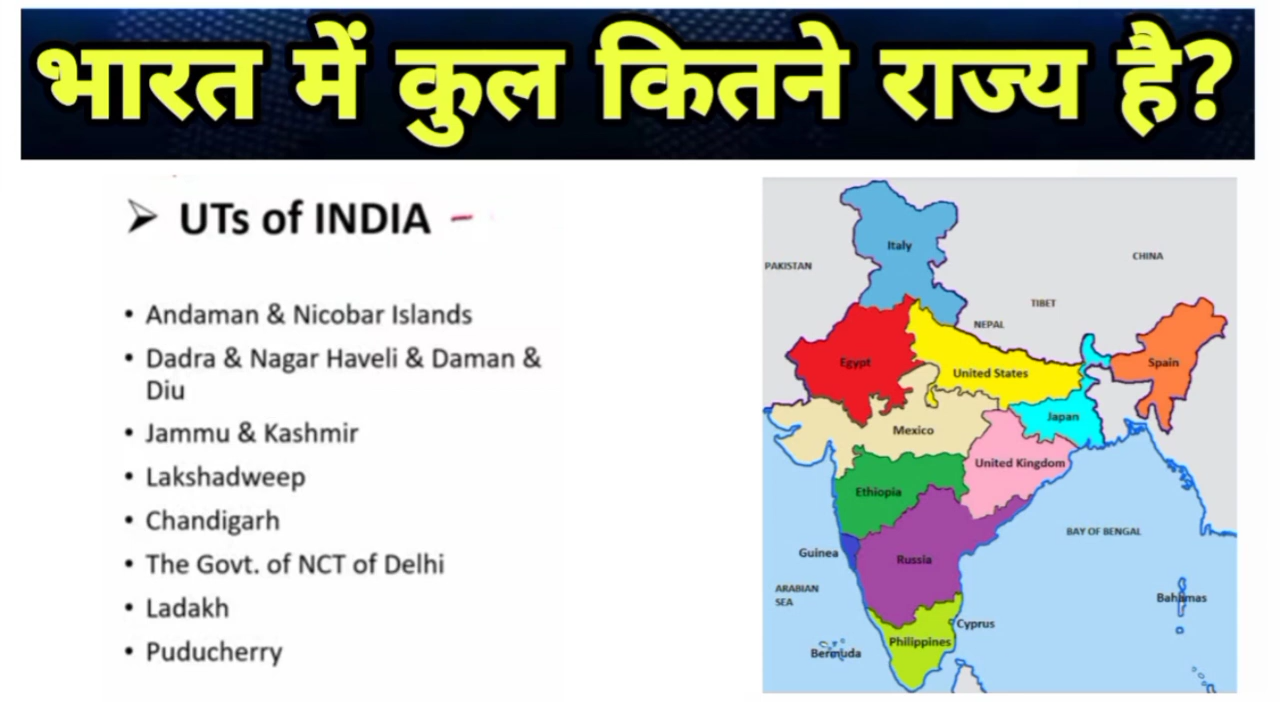 भारत में कुल कितने राज्य है?
➢ UTs of INDIA -
• Andaman & Nicobar Islands
• Dadra & Nagar Haveli & Daman &
Diu
• Jammu & Kashmir
• Lakshadweep
• Chandigarh
• The Govt. of NCT of Delhi
• Ladakh
• Puducherry
Italy
PAKISTAN
CHINA
TIBET
NEPAL
Egypt
United States
Spain
Japan
Mexico
United Kingdom
Ethiopia
BAY OF BENGAL
Guinea
Russia
ARABIAN
SEA
Bahamas
Cyprus
Philippines
Bermuda